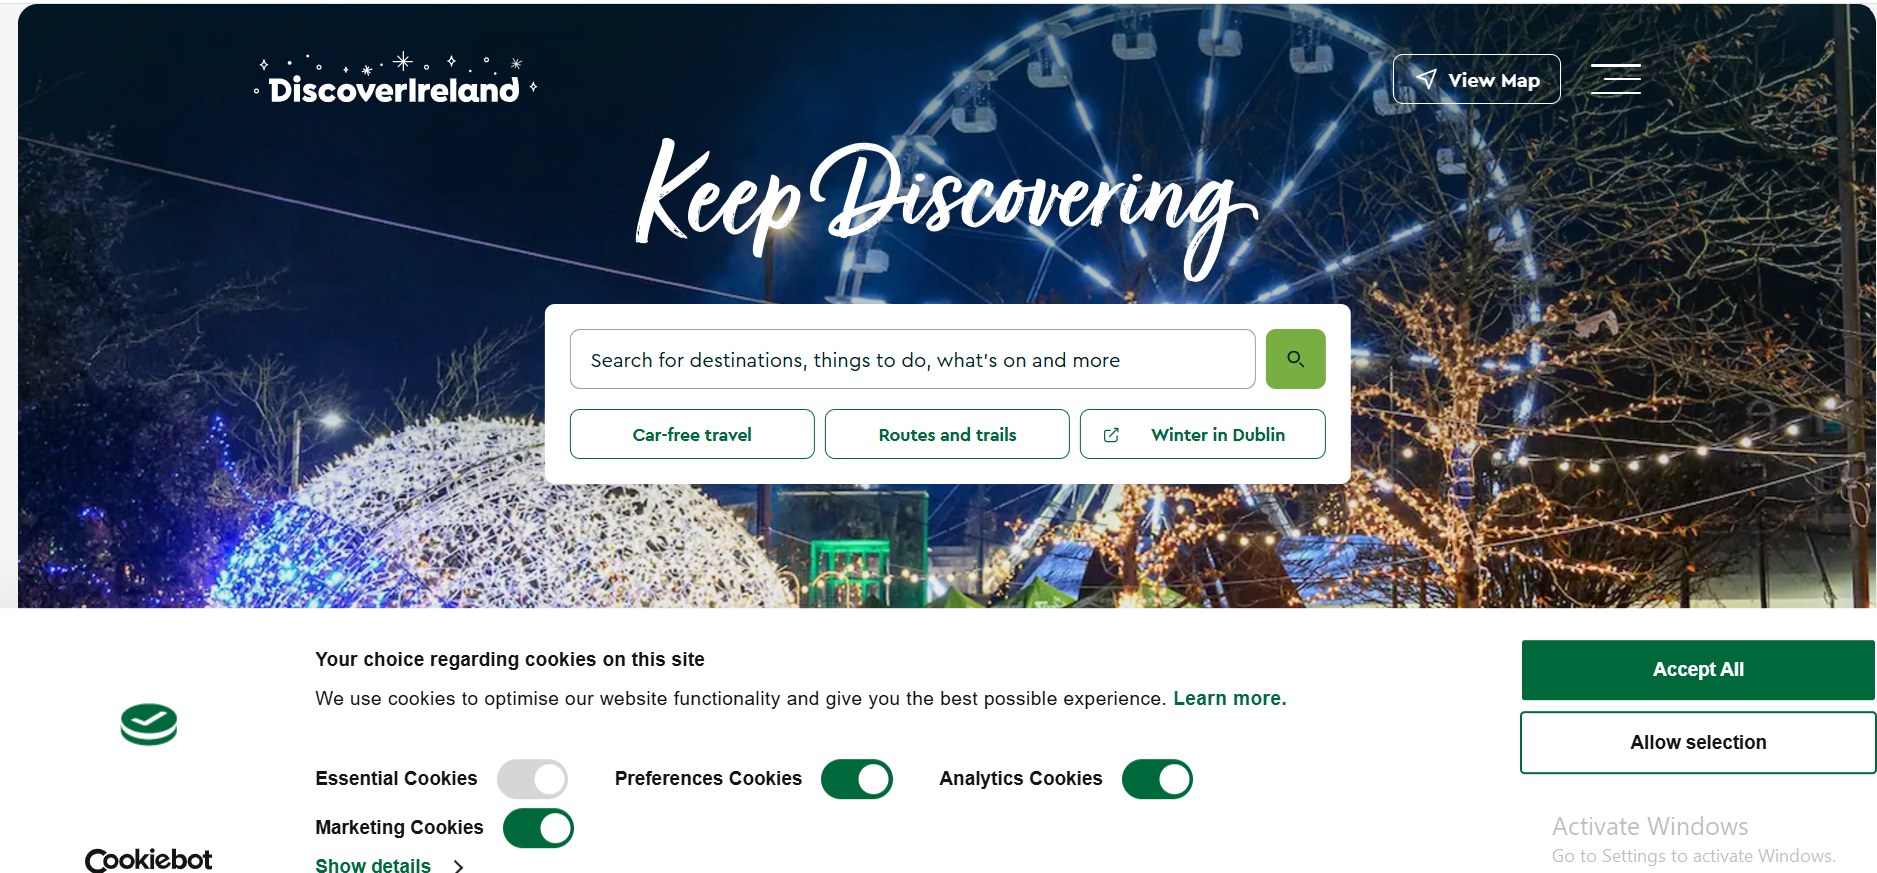 DiscoverIreland
View Map
Keep Discovering
Search for destinations, things to do, what's on and more
Car-free travel
Routes and trails
Winter in Dublin
Your choice regarding cookies on this site
We use cookies to optimise our website functionality and give you the best possible experience. Learn more.
Accept All
Allow selection
Essential Cookies
Preferences Cookies
Analytics Cookies
Marketing Cookies
Show details
Cookiebot
Activate Windows
Go to Settings to activate Windows.